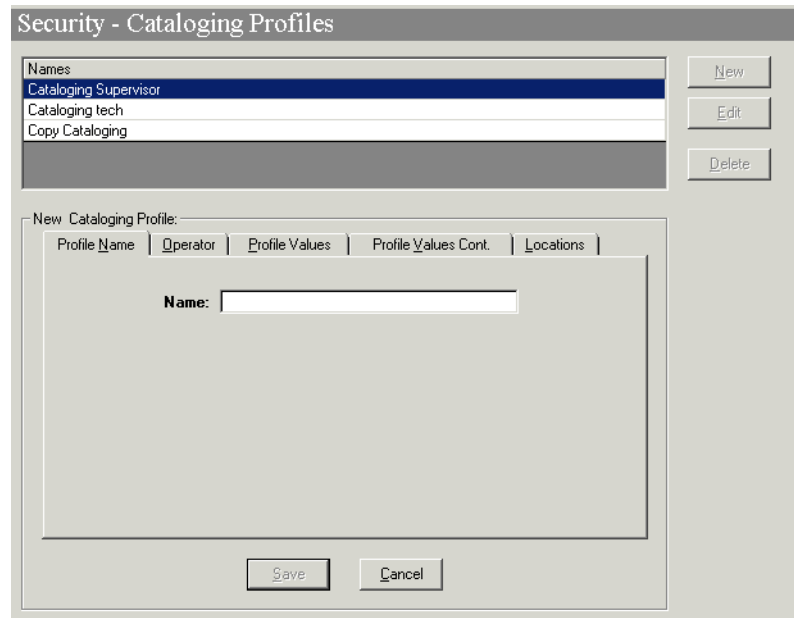 Security - Cataloging Profiles
Names
New
Cataloging Supervisor
Cataloging tech
Edit
Copy Cataloging
Delete
New Cataloging Profile:
Profile Name Operator Profile Values Profile Values Cont. Locations
Name:
Save Cancel